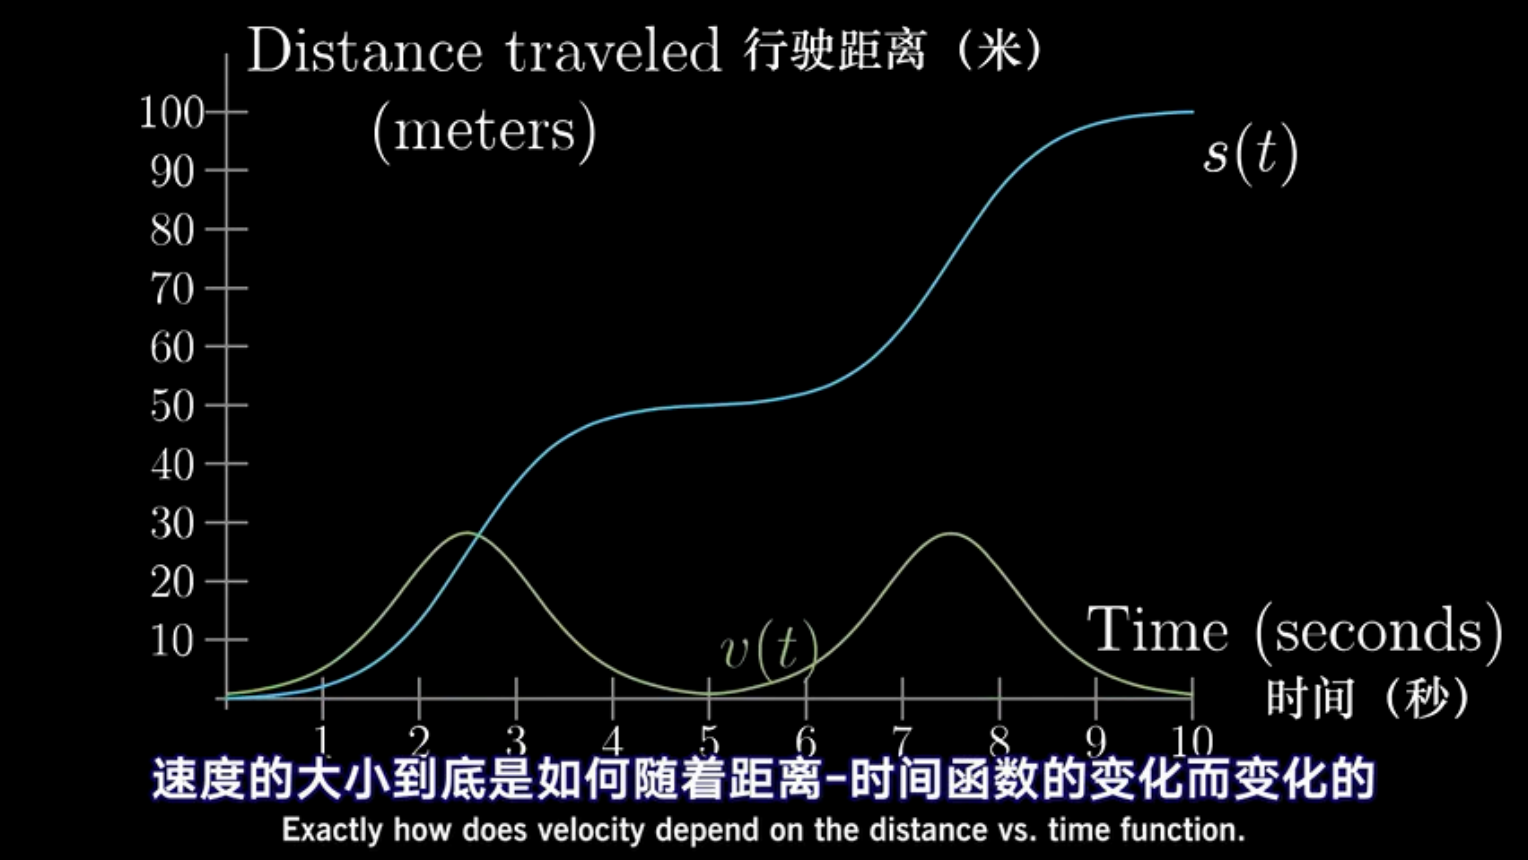 Distance traveled 行驶距离（米）
(meters)
100
90
80
70
60
50
40
30
20
10
s(t)
v(t)
Time (seconds)
时间（秒）
1 2 3 4 5 6 7 8 9 10
速度的大小到底是如何随着距离-时间函数的变化而变化的
Exactly how does velocity depend on the distance vs. time function.